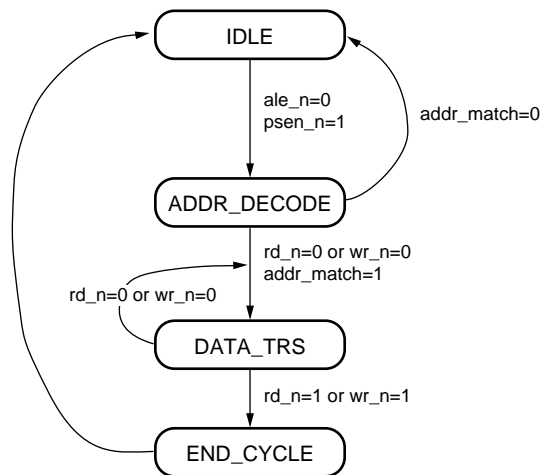 IDLE
ale_n=0
psen_n=1
addr_match=0
ADDR_DECODE
rd_n=0 or wr_n=0
addr_match=1
rd_n=0 or wr_n=0
DATA_TRS
rd_n=1 or wr_n=1
END_CYCLE